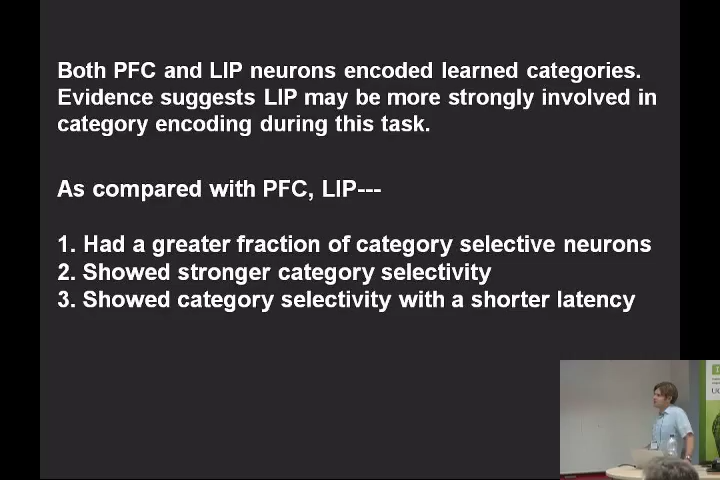 Both PFC and LIP neurons encoded learned categories.
Evidence suggests LIP may be more strongly involved in
category encoding during this task.
As compared with PFC, LIP---
1. Had a greater fraction of category selective neurons
2. Showed stronger category selectivity
3. Showed category selectivity with a shorter latency